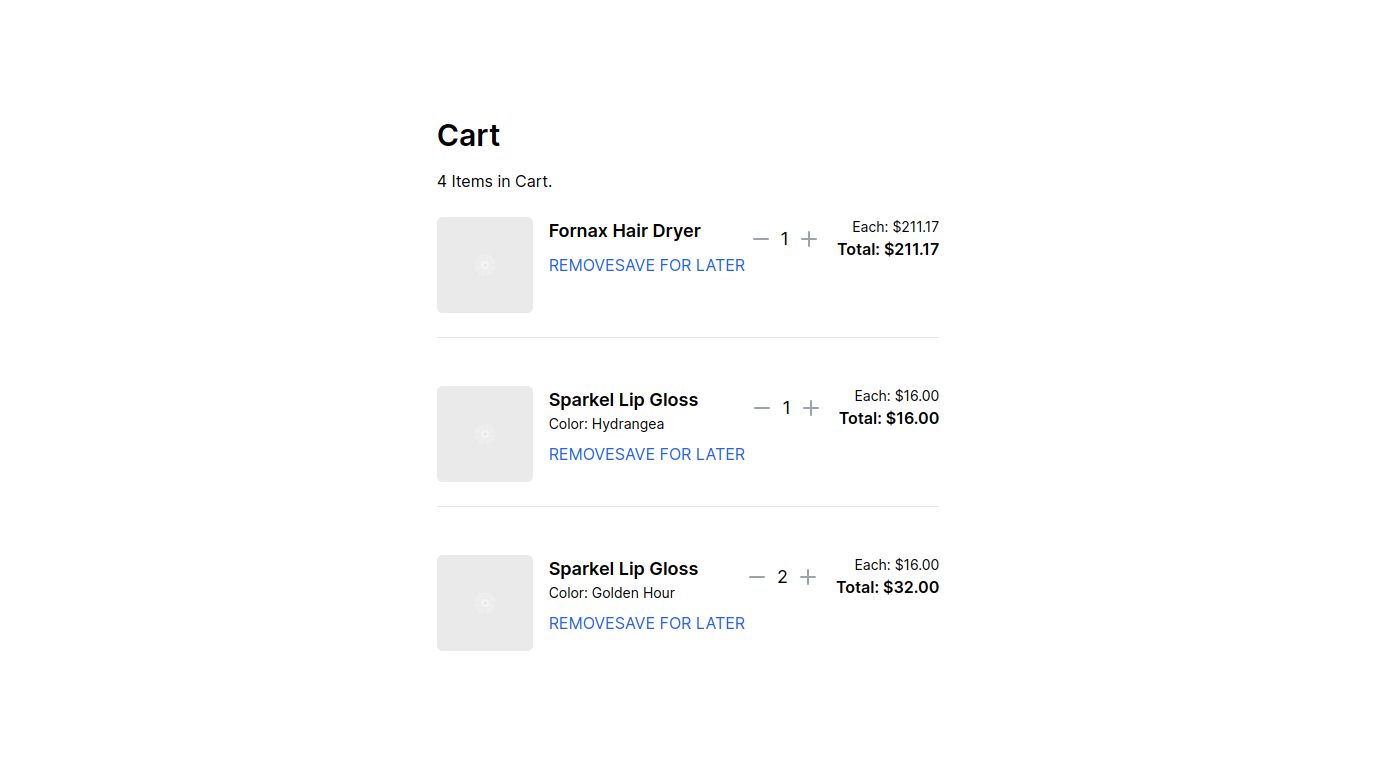 Cart
4 Items in Cart.
Fornax Hair Dryer
REMOVESAVE FOR LATER
1
Each: $211.17
Total: $211.17
Sparkel Lip Gloss
Color: Hydrangea
REMOVESAVE FOR LATER
1
Each: $16.00
Total: $16.00
Sparkel Lip Gloss
Color: Golden Hour
REMOVESAVE FOR LATER
2
Each: $16.00
Total: $32.00